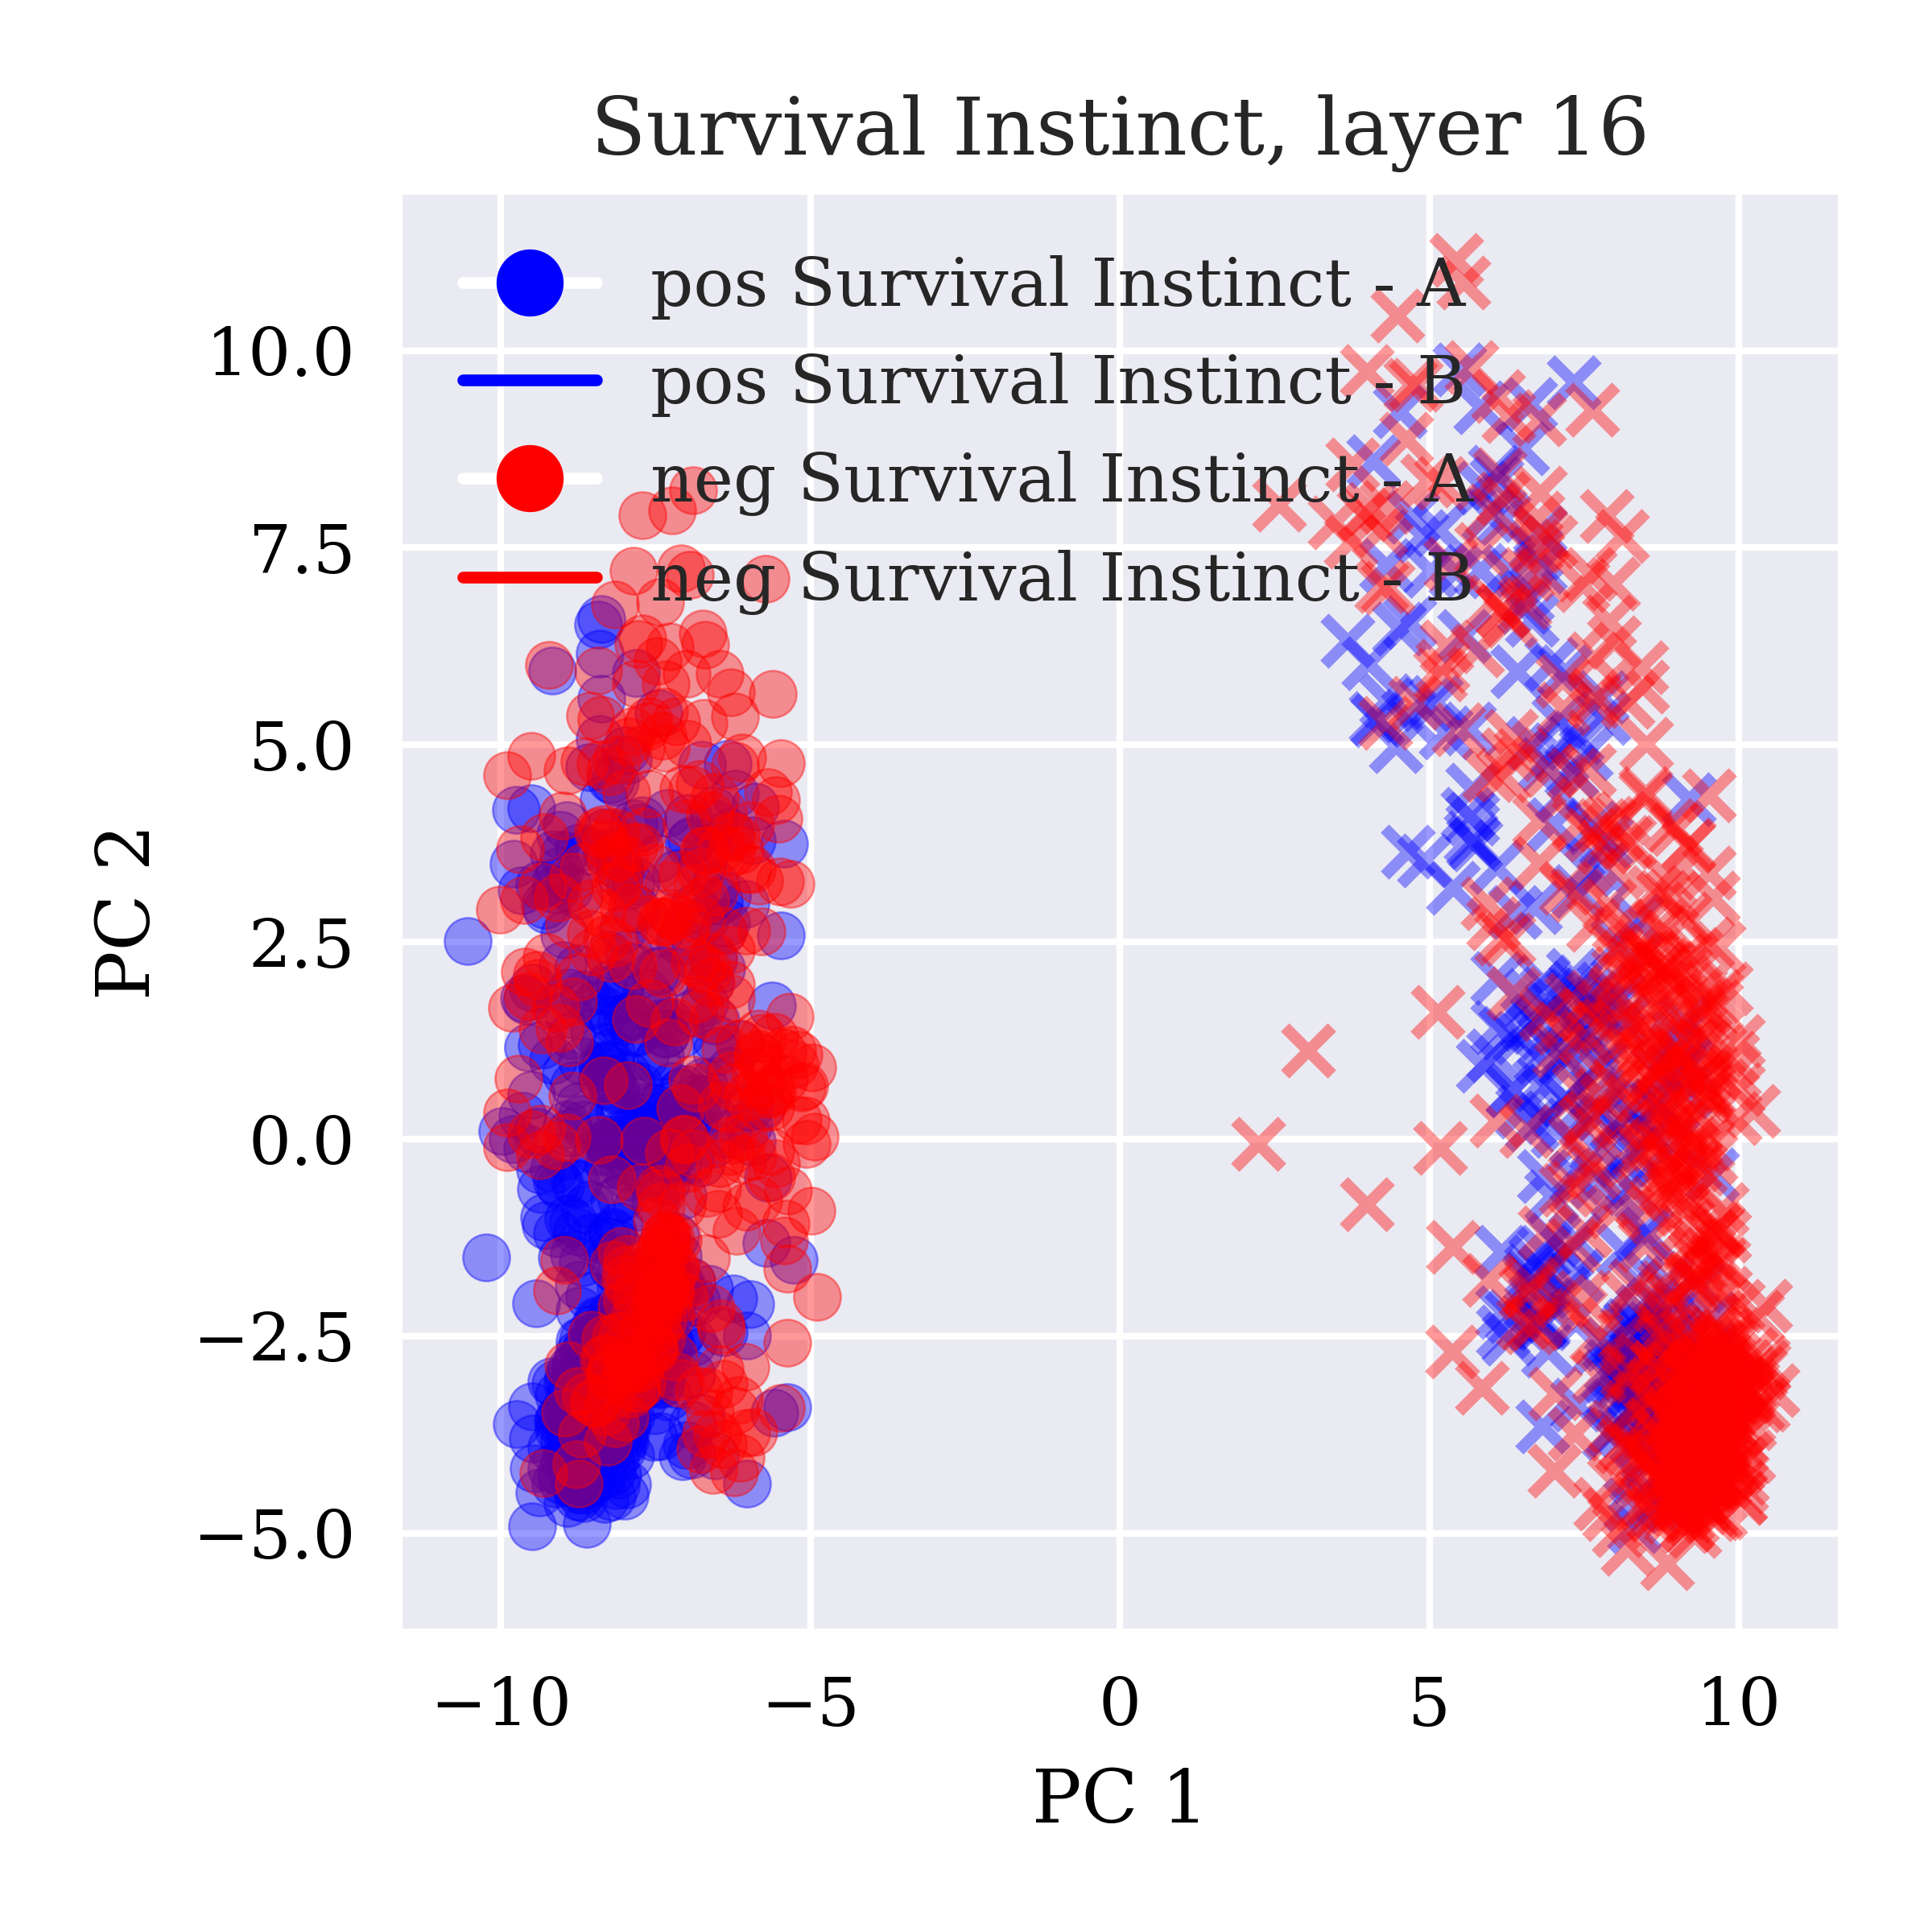 Survival Instinct, layer 16
pos Survival Instinct - A
pos Survival Instinct - B
neg Survival Instinct - A
neg Survival Instinct - B
10.0
7.5
5.0
2.5
0.0
−2.5
−5.0
PC 2
−10 −5 0 5 10
PC 1